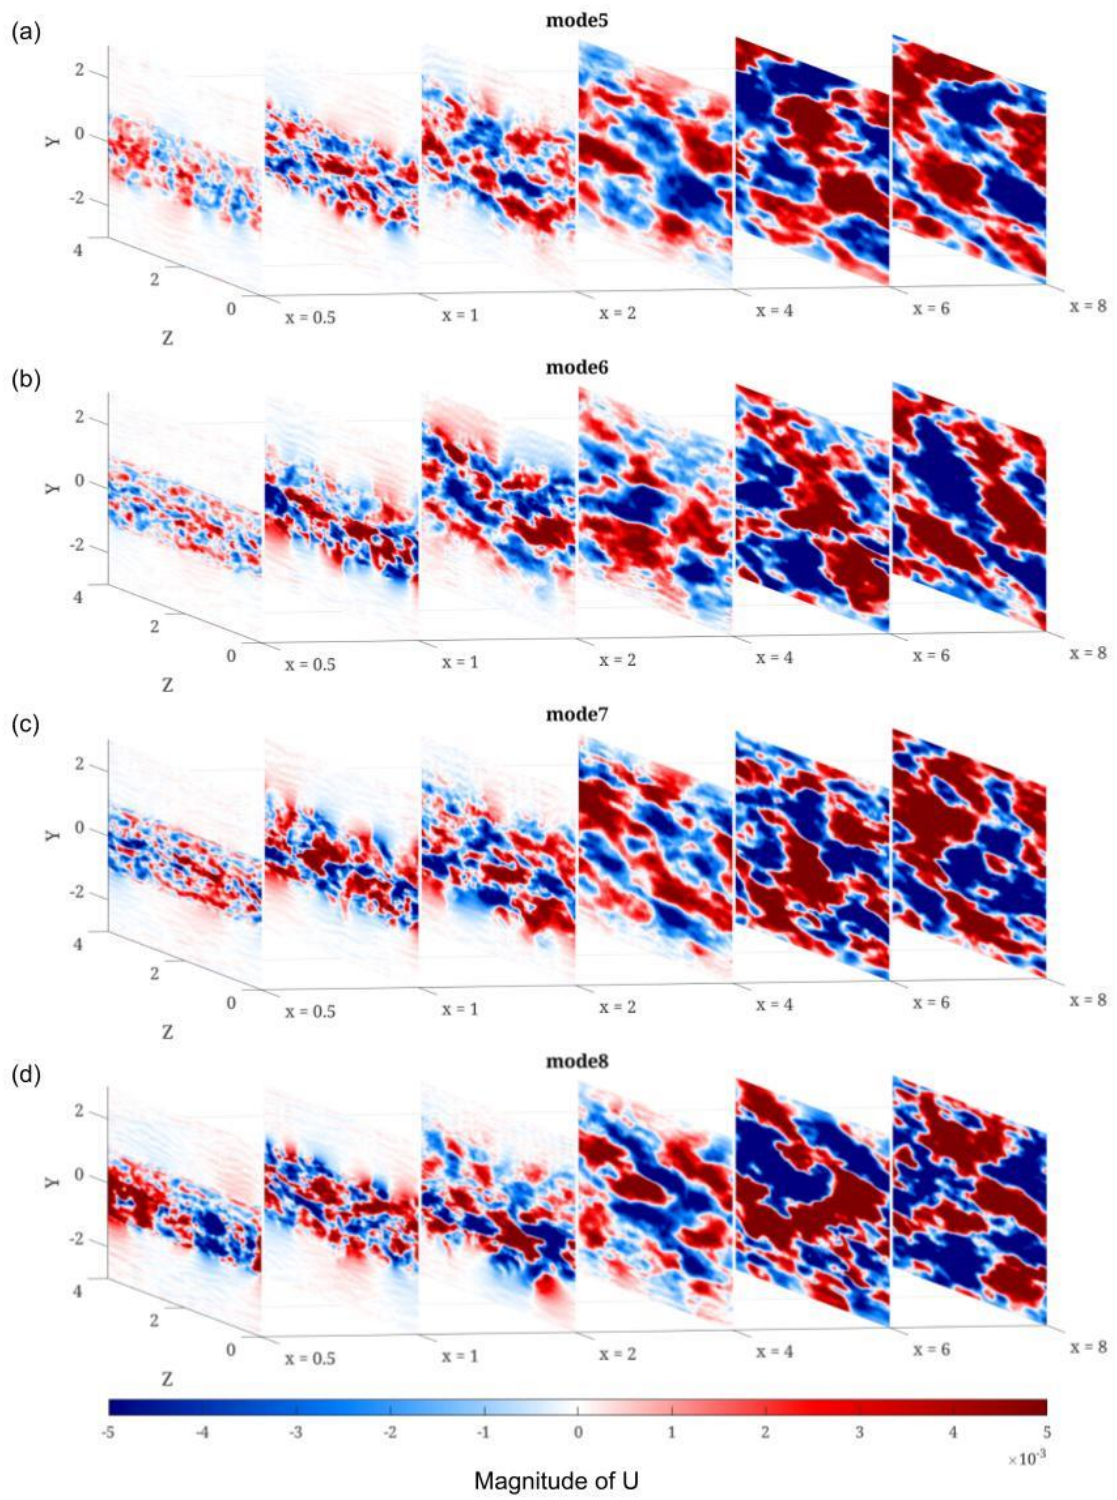 (a)
mode5
2
0
Y
-2
4
2
0
Z
x = 0.5
x = 1
x = 2
x = 4
x = 6
x = 8
(b)
mode6
2
0
Y
-2
4
2
0
Z
x = 0.5
x = 1
x = 2
x = 4
x = 6
x = 8
(c)
mode7
2
0
Y
-2
4
2
0
Z
x = 0.5
x = 1
x = 2
x = 4
x = 6
x = 8
(d)
mode8
2
0
Y
-2
4
2
0
Z
x = 0.5
x = 1
x = 2
x = 4
x = 6
x = 8
-5 -4 -3 -2 -1 0 1 2 3 4 5
×10⁻³
Magnitude of U